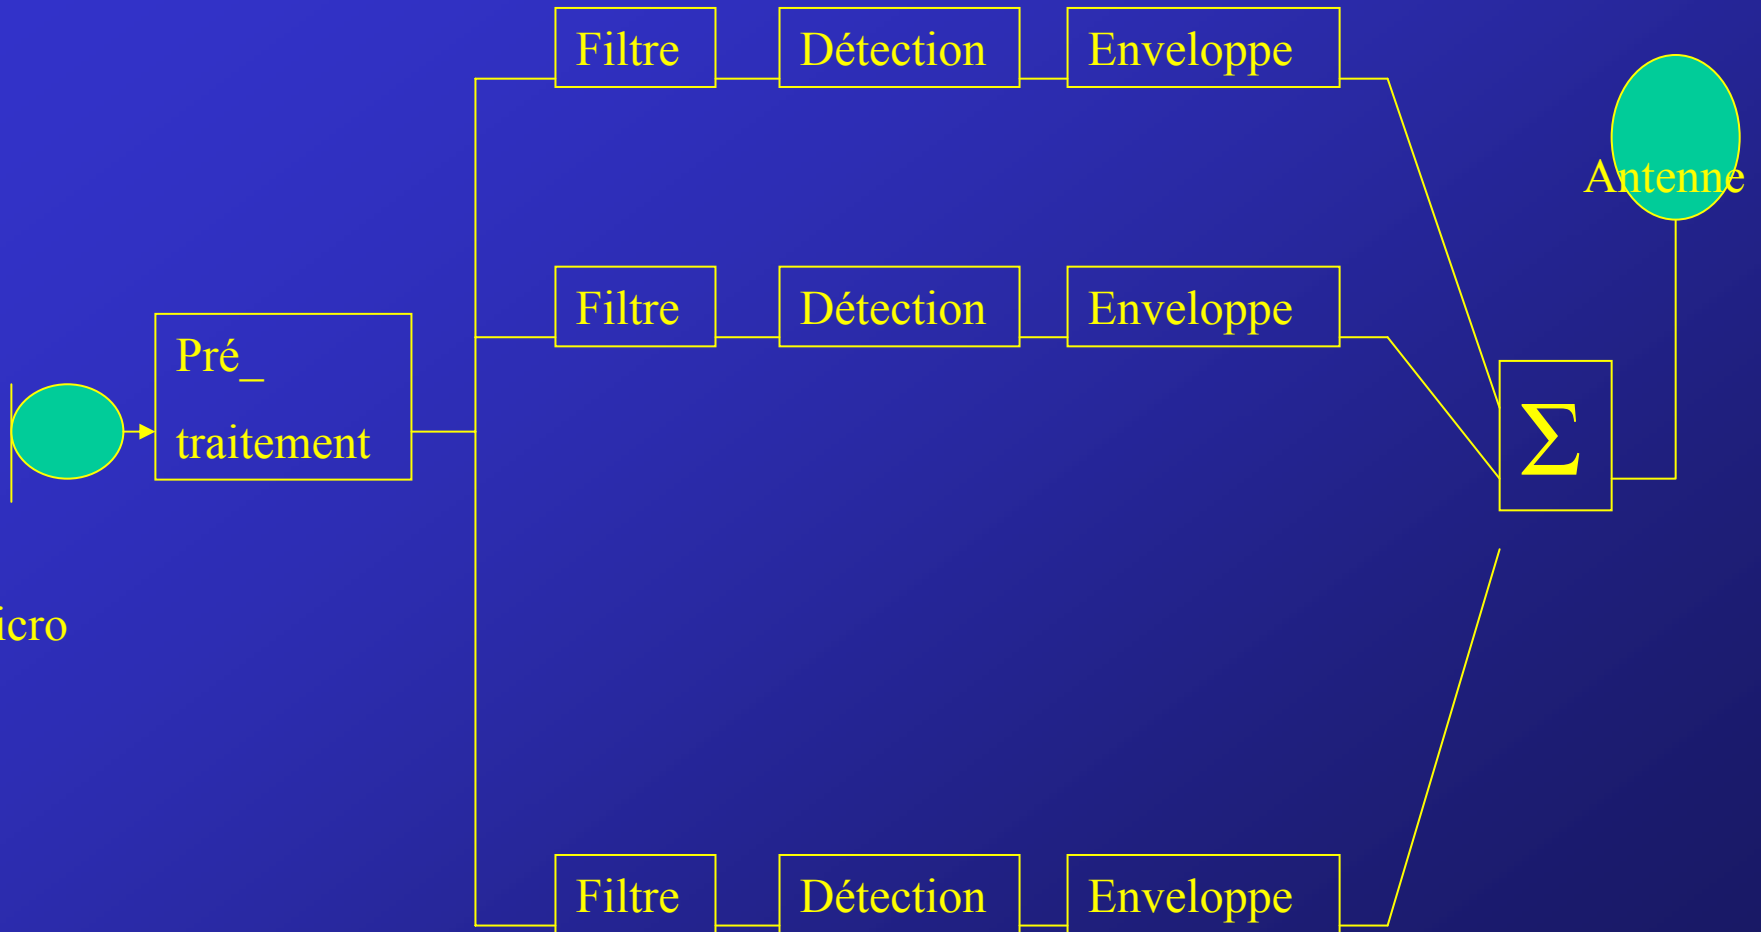 Filtre Détection Enveloppe
Antenne
Filtre Détection Enveloppe
Pré_
traitement
Σ
icro
Filtre Détection Enveloppe